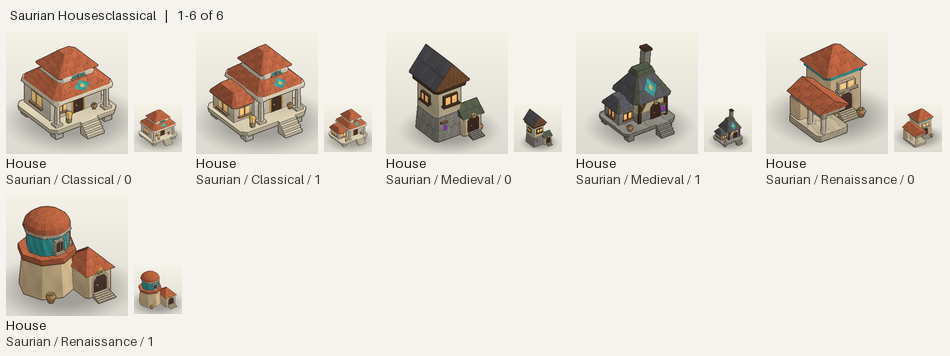 Saurian Housesclassical | 1-6 of 6
House
Saurian / Classical / 0
House
Saurian / Classical / 1
House
Saurian / Medieval / 0
House
Saurian / Medieval / 1
House
Saurian / Renaissance / 0
House
Saurian / Renaissance / 1